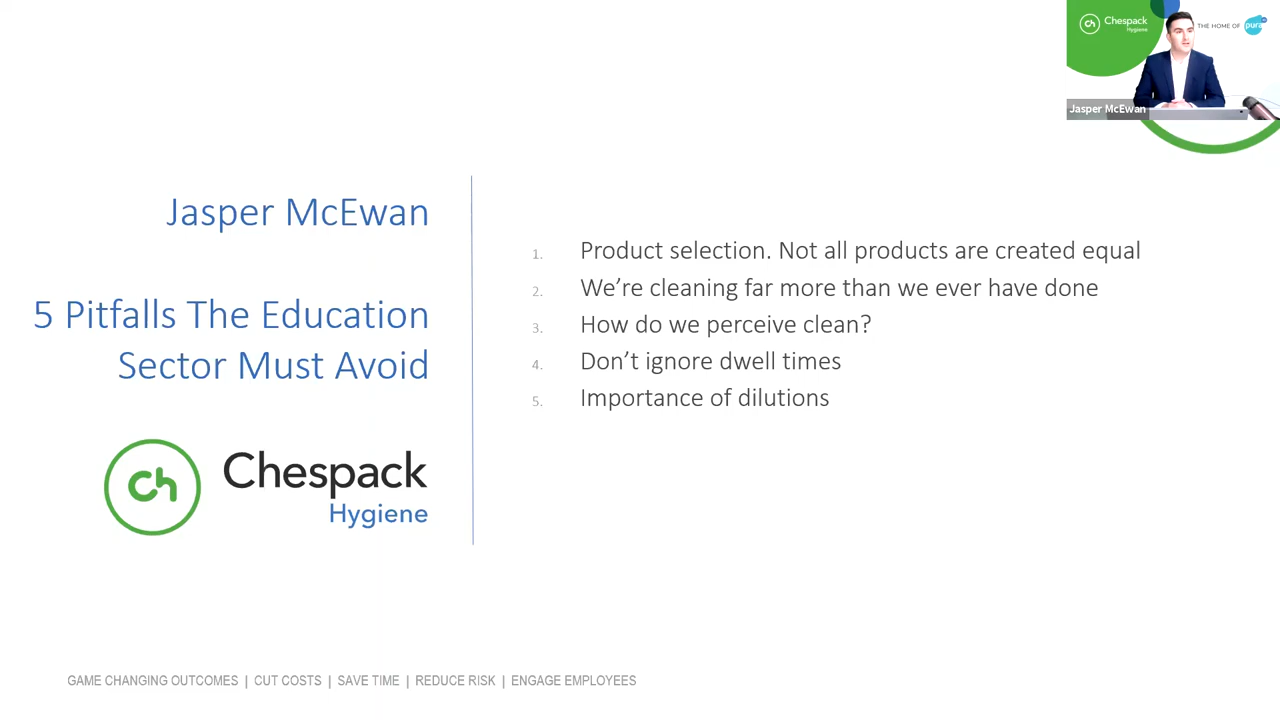 Chespack
Hygiene
THE HOME OF
pura
Jasper McEwan
Jasper McEwan
5 Pitfalls The Education
Sector Must Avoid
ch
Chespack
Hygiene
1. Product selection. Not all products are created equal
2. We’re cleaning far more than we ever have done
3. How do we perceive clean?
4. Don’t ignore dwell times
5. Importance of dilutions
GAME CHANGING OUTCOMES | CUT COSTS | SAVE TIME | REDUCE RISK | ENGAGE EMPLOYEES